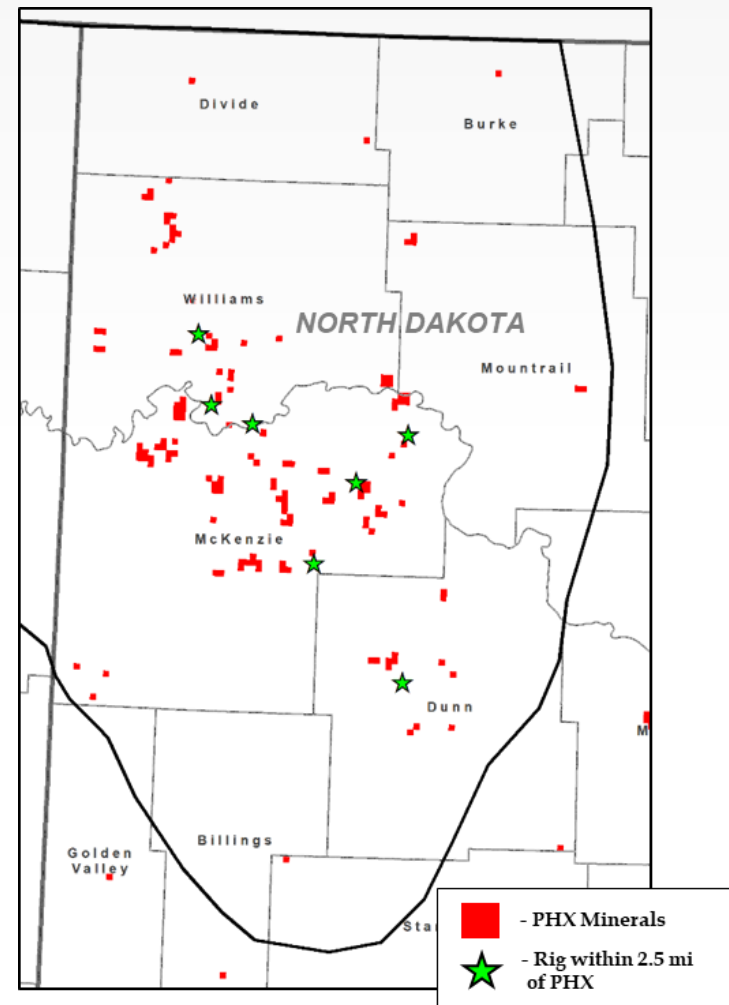 Divide
Burke
Williams
NORTH DAKOTA
Mountrail
McKenzie
Dunn
M
Billings
Golden
Valley
Star
- PHX Minerals
- Rig within 2.5 mi
of PHX